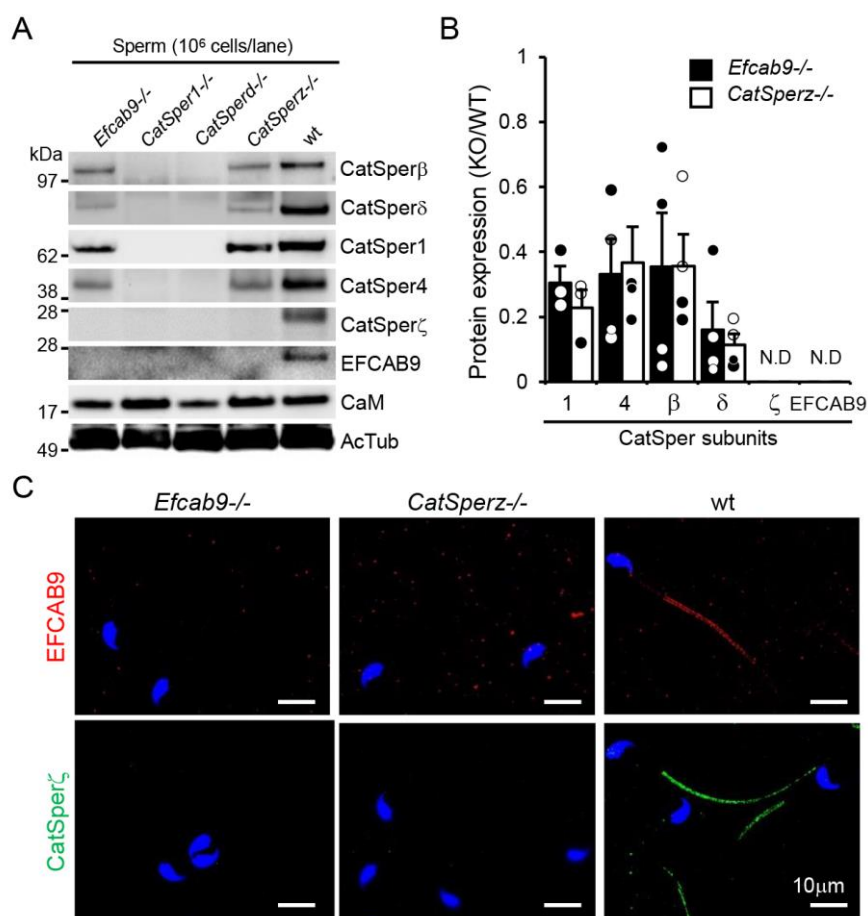 A
Sperm (10⁶ cells/lane)
Efcab9-/-
CatSper1-/-
CatSperd-/-
CatSperz-/-
wt
kDa
97
CatSperβ
CatSperδ
62
CatSper1
38
CatSper4
28
CatSperζ
28
EFCAB9
17
CaM
49
AcTub
B
Protein expression (KO/WT)
1
0.8
0.6
0.4
0.2
0
Efcab9-/-
CatSperz-/-
N.D N.D
1 4 β δ ζ EFCAB9
CatSper subunits
C
Efcab9-/- CatSperz-/- wt
EFCAB9
CatSperζ
10μm